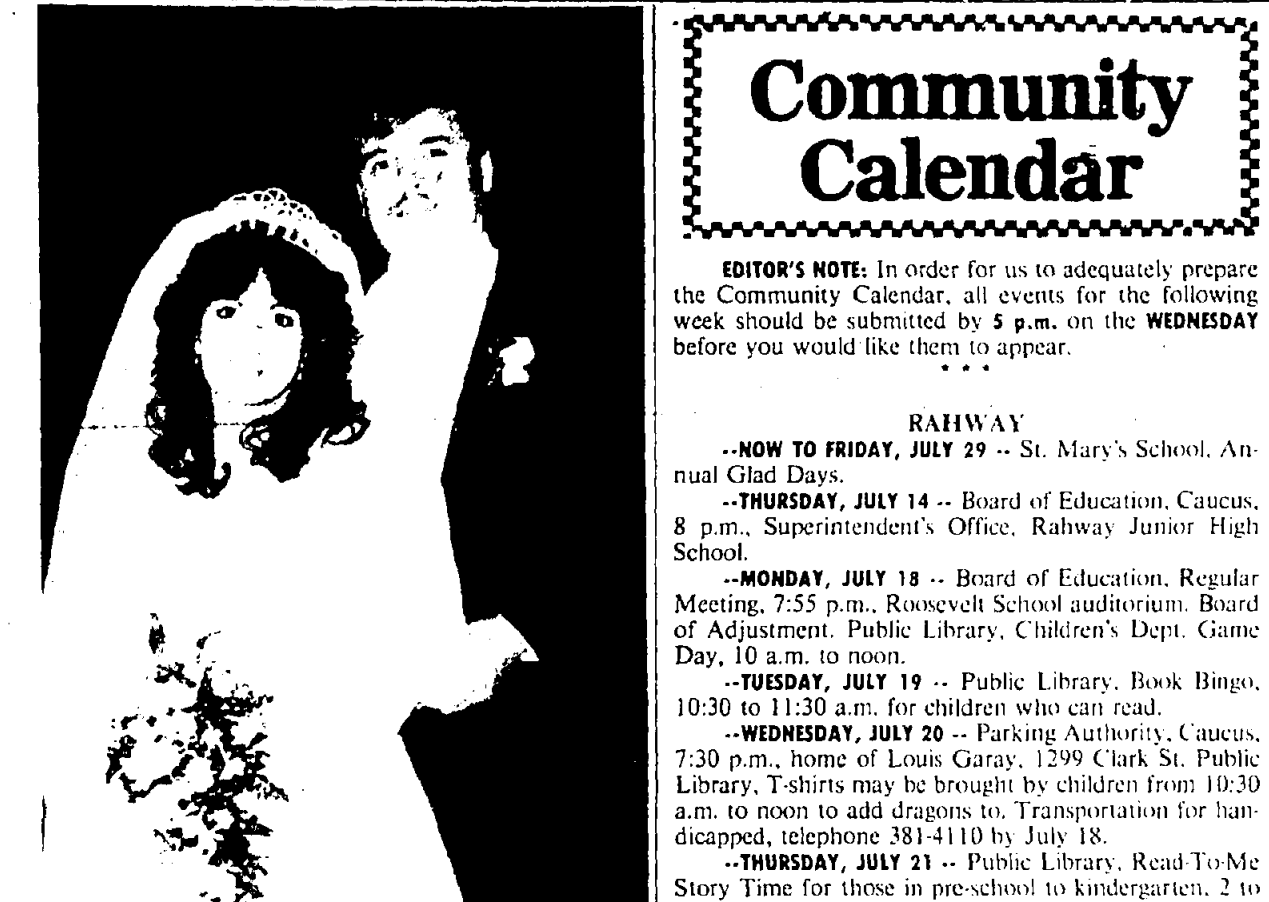 Community
Calendar
EDITOR'S NOTE: In order for us to adequately prepare
the Community Calendar, all events for the following
week should be submitted by 5 p.m. on the WEDNESDAY
before you would like them to appear.
* * *
RAHWAY
--NOW TO FRIDAY, JULY 29 -- St. Mary's School, An-
nual Glad Days.
--THURSDAY, JULY 14 -- Board of Education, Caucus,
8 p.m., Superintendent's Office, Rahway Junior High
School.
--MONDAY, JULY 18 -- Board of Education, Regular
Meeting, 7:55 p.m., Roosevelt School auditorium. Board
of Adjustment. Public Library, Children's Dept. Game
Day, 10 a.m. to noon.
--TUESDAY, JULY 19 -- Public Library, Book Bingo,
10:30 to 11:30 a.m. for children who can read.
--WEDNESDAY, JULY 20 -- Parking Authority, Caucus,
7:30 p.m., home of Louis Garay, 1299 Clark St. Public
Library, T-shirts may be brought by children from 10:30
a.m. to noon to add dragons to. Transportation for han-
dicapped, telephone 381-4110 by July 18.
--THURSDAY, JULY 21 -- Public Library, Read-To-Me
Story Time for those in pre-school to kindergarten, 2 to